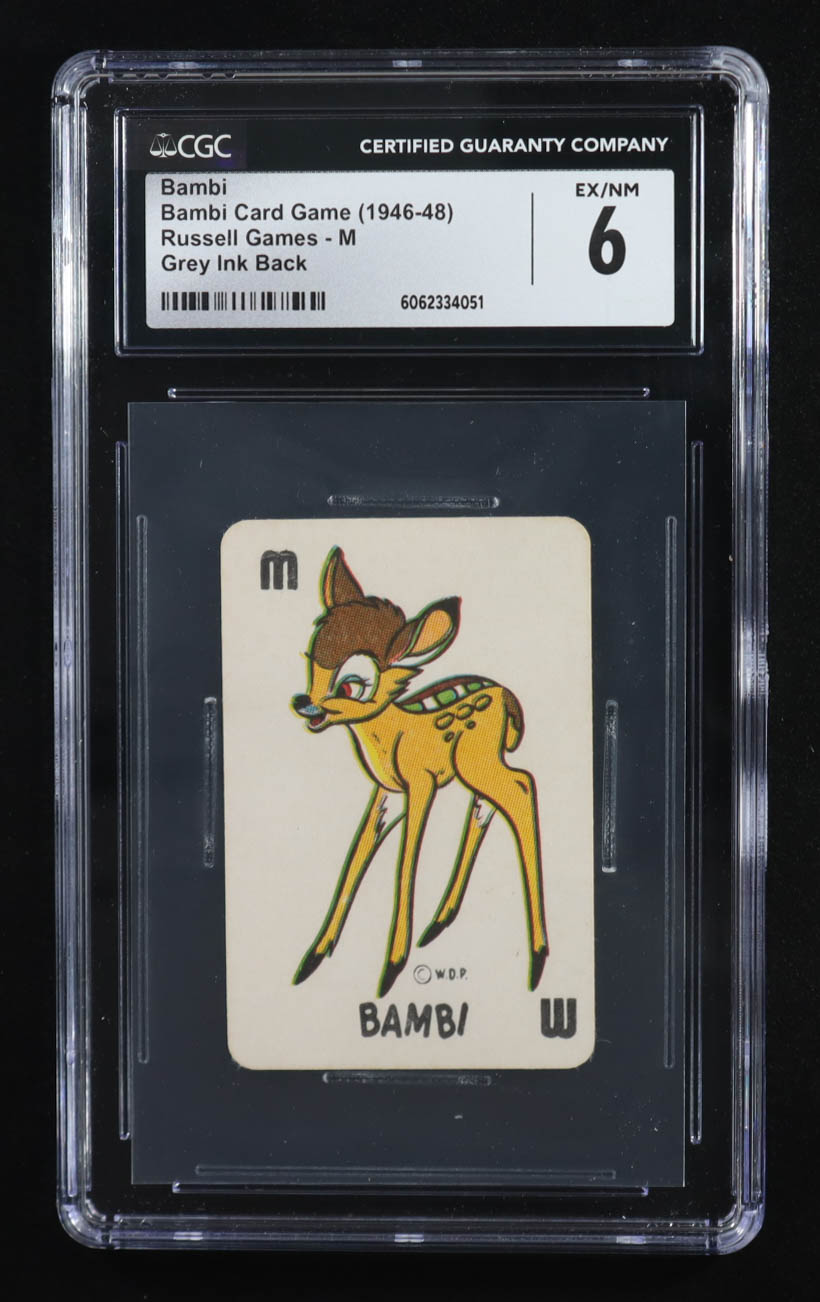 CGC
CERTIFIED GUARANTY COMPANY
Bambi
Bambi Card Game (1946-48)
Russell Games - M
Grey Ink Back
EX/NM
6
6062334051
m
© W.D.P.
BAMBI
m